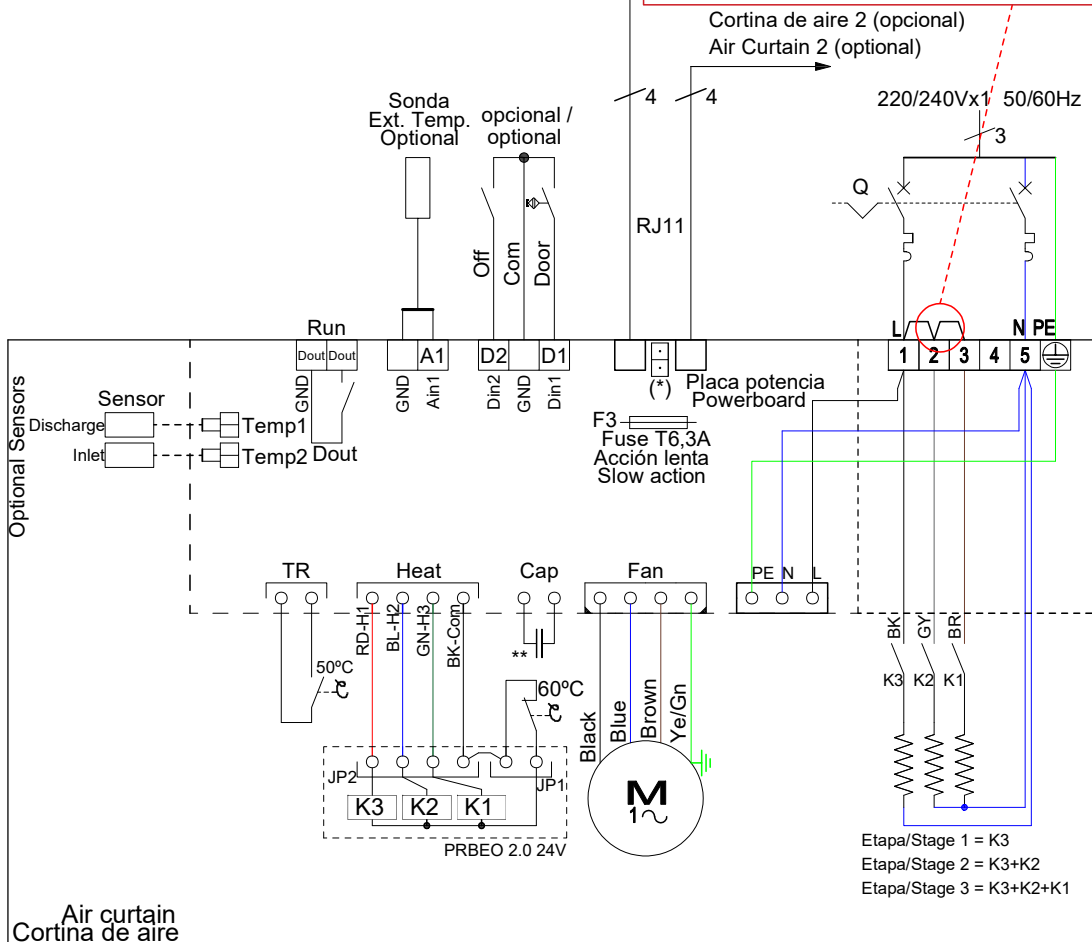 Cortina de aire 2 (opcional)
Air Curtain 2 (optional)
4
4
220/240Vx1 50/60Hz
3
Sonda
Ext. Temp.
Optional
opcional /
optional
Q
RJ11
Off
Com
Door
Run
L
N PE
Dout Dout
A1
D2
D1
1 2 3 4 5
GND
GND
Ain1
Din2
GND
Din1
(*)
Placa potencia
Powerboard
Optional Sensors
Sensor
Discharge
Temp1
Inlet
Temp2
Dout
F3
Fuse T6,3A
Acción lenta
Slow action
TR
Heat
Cap
Fan
PE N L
RD-H1
BL-H2
GN-H3
BK-Com
**
BK
GY
BR
50ºC
60ºC
K3 K2 K1
Black
Blue
Brown
Ye/Gn
JP2
JP1
K3
K2
K1
M
1~
PRBEO 2.0 24V
Etapa/Stage 1 = K3
Etapa/Stage 2 = K3+K2
Etapa/Stage 3 = K3+K2+K1
Air curtain
Cortina de aire